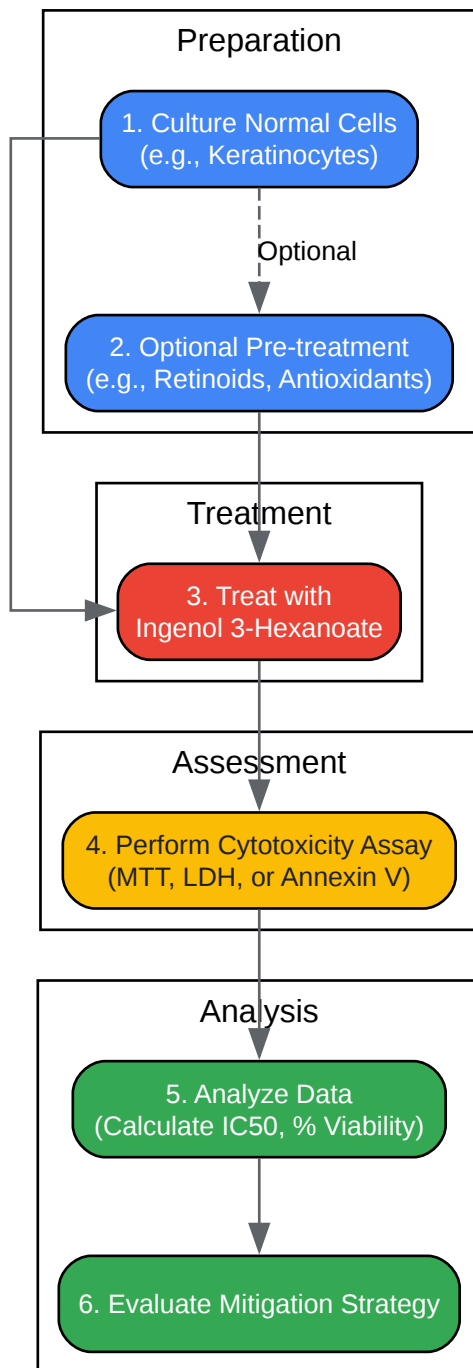 Preparation
1. Culture Normal Cells
(e.g., Keratinocytes)
Optional
2. Optional Pre-treatment
(e.g., Retinoids, Antioxidants)
Treatment
3. Treat with
Ingenol 3-Hexanoate
Assessment
4. Perform Cytotoxicity Assay
(MTT, LDH, or Annexin V)
Analysis
5. Analyze Data
(Calculate IC50, % Viability)
6. Evaluate Mitigation Strategy